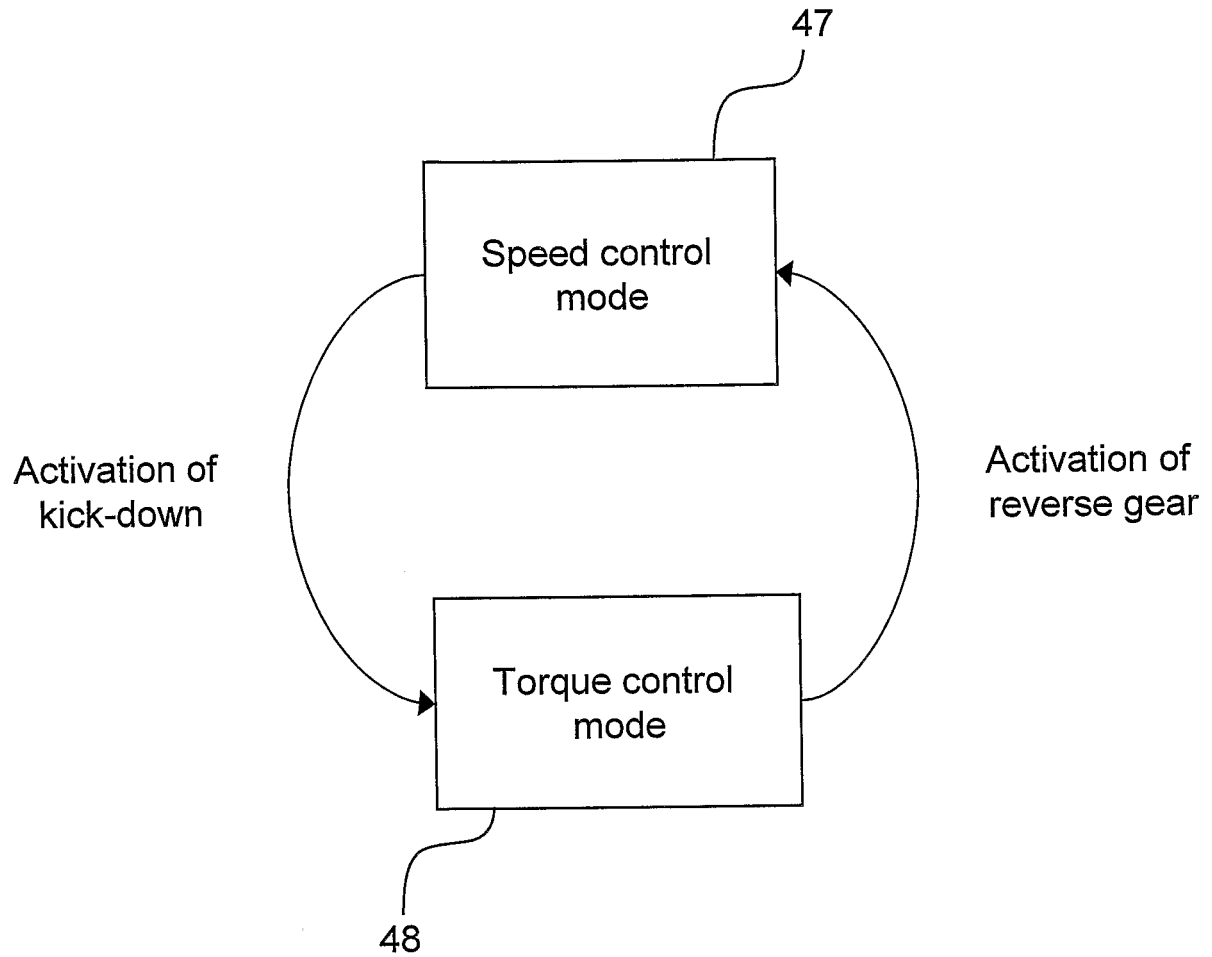 47
Speed control
mode
Activation of
kick-down
Activation of
reverse gear
Torque control
mode
48